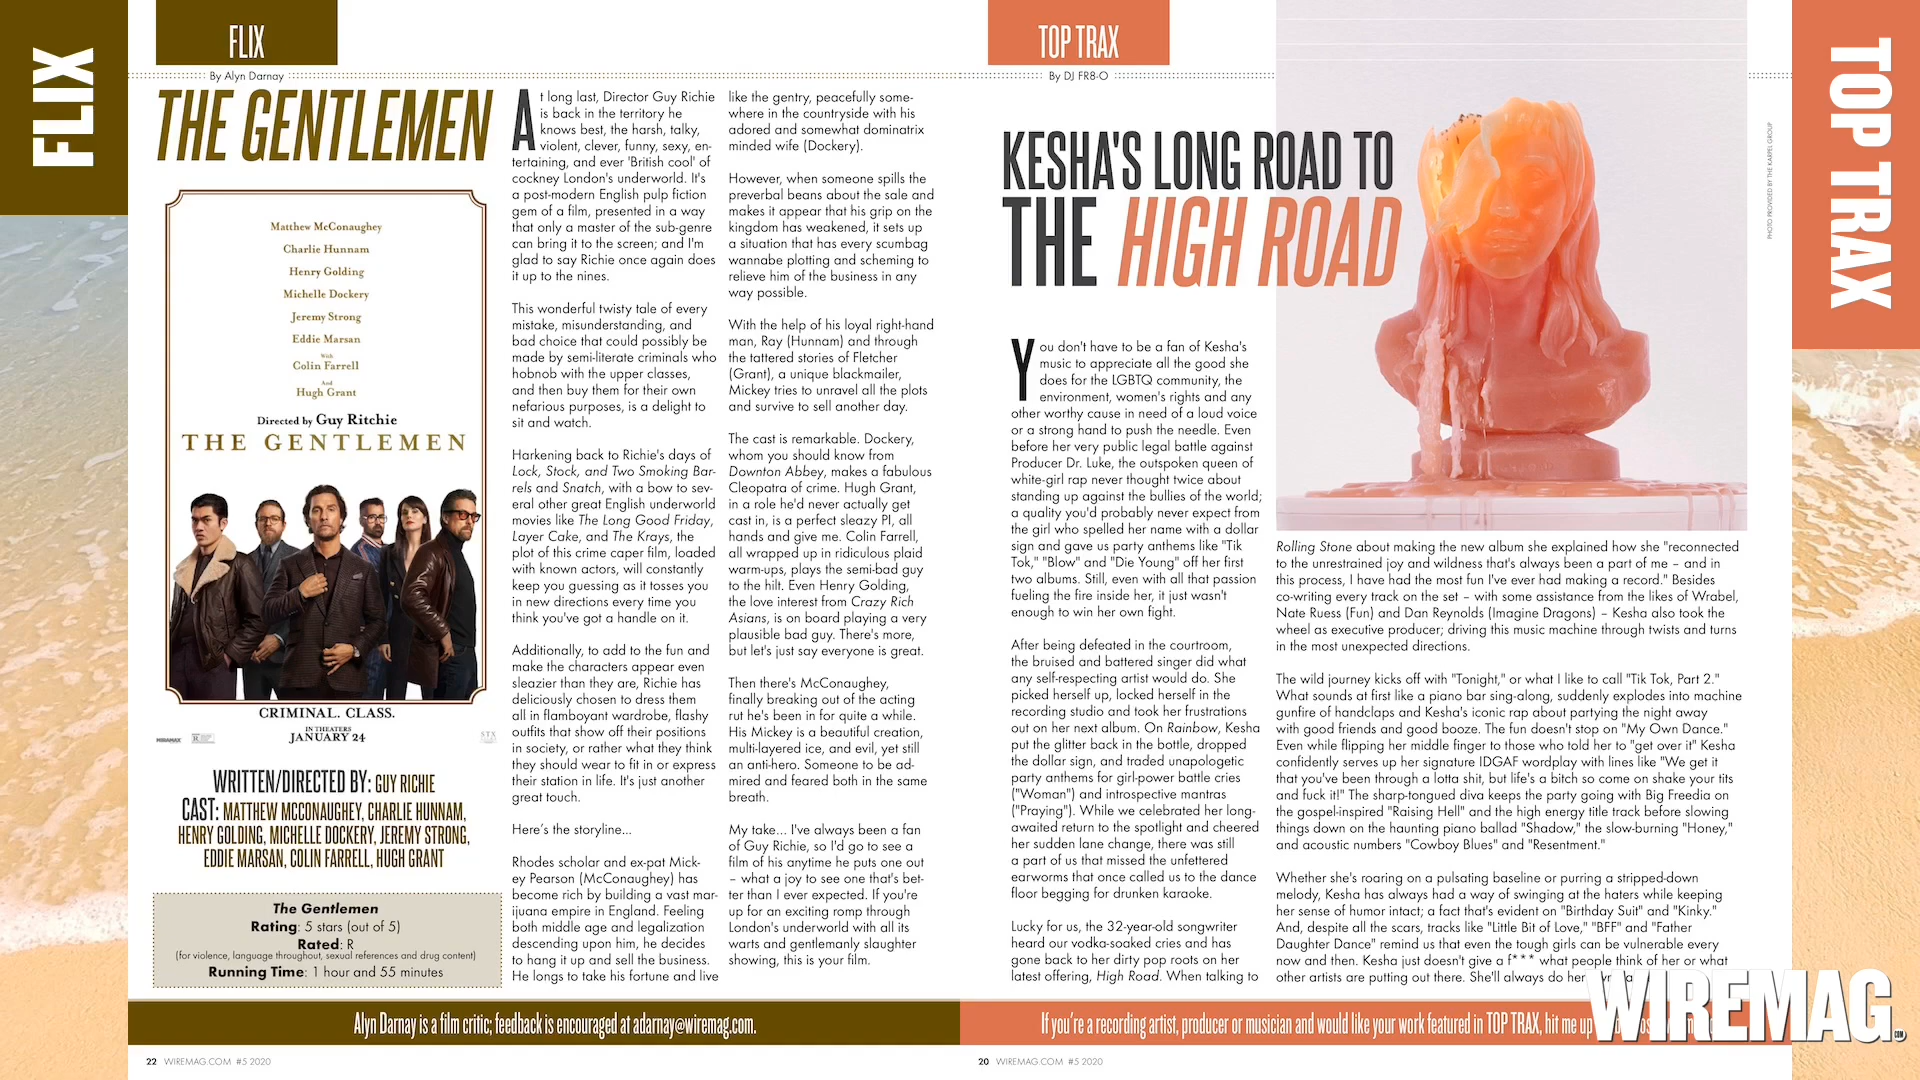 FLIX
FLIX
By Alyn Darnay
THE GENTLEMEN
Matthew McConaughey
Charlie Hunnam
Henry Golding
Michelle Dockery
Jeremy Strong
Eddie Marsan
With
Colin Farrell
And
Hugh Grant
Directed by Guy Ritchie
THE GENTLEMEN
CRIMINAL. CLASS.
IN THEATERS
JANUARY 24
MIRAMAX
R
STX
WRITTEN/DIRECTED BY: GUY RICHIE
CAST: MATTHEW MCCONAUGHEY, CHARLIE HUNNAM,
HENRY GOLDING, MICHELLE DOCKERY, JEREMY STRONG,
EDDIE MARSAN, COLIN FARRELL, HUGH GRANT
The Gentlemen
Rating: 5 stars (out of 5)
Rated: R
(for violence, language throughout, sexual references and drug content)
Running Time: 1 hour and 55 minutes
At long last, Director Guy Richie
is back in the territory he
knows best, the harsh, talky,
violent, clever, funny, sexy, en-
tertaining, and ever 'British cool' of
cockney London's underworld. It's
a post-modern English pulp fiction
gem of a film, presented in a way
that only a master of the sub-genre
can bring it to the screen; and I'm
glad to say Richie once again does
it up to the nines.
This wonderful twisty tale of every
mistake, misunderstanding, and
bad choice that could possibly be
made by semi-literate criminals who
hobnob with the upper classes,
and then buy them for their own
nefarious purposes, is a delight to
sit and watch.
Harkening back to Richie's days of
Lock, Stock, and Two Smoking Bar-
rels and Snatch, with a bow to sev-
eral other great English underworld
movies like The Long Good Friday,
Layer Cake, and The Krays, the
plot of this crime caper film, loaded
with known actors, will constantly
keep you guessing as it tosses you
in new directions every time you
think you've got a handle on it.
Additionally, to add to the fun and
make the characters appear even
sleazier than they are, Richie has
deliciously chosen to dress them
all in flamboyant wardrobe, flashy
outfits that show off their positions
in society, or rather what they think
they should wear to fit in or express
their station in life. It's just another
great touch.
Here's the storyline...
Rhodes scholar and ex-pat Mick-
ey Pearson (McConaughey) has
become rich by building a vast mar-
ijuana empire in England. Feeling
both middle age and legalization
descending upon him, he decides
to hang it up and sell the business.
He longs to take his fortune and live
like the gentry, peacefully some-
where in the countryside with his
adored and somewhat dominatrix
minded wife (Dockery).
However, when someone spills the
preverbal beans about the sale and
makes it appear that his grip on the
kingdom has weakened, it sets up
a situation that has every scumbag
wannabe plotting and scheming to
relieve him of the business in any
way possible.
With the help of his loyal right-hand
man, Ray (Hunnam) and through
the tattered stories of Fletcher
(Grant), a unique blackmailer,
Mickey tries to unravel all the plots
and survive to sell another day.
The cast is remarkable. Dockery,
whom you should know from
Downton Abbey, makes a fabulous
Cleopatra of crime. Hugh Grant,
in a role he'd never actually get
cast in, is a perfect sleazy PI, all
hands and give me. Colin Farrell,
all wrapped up in ridiculous plaid
warm-ups, plays the semi-bad guy
to the hilt. Even Henry Golding,
the love interest from Crazy Rich
Asians, is on board playing a very
plausible bad guy. There's more,
but let's just say everyone is great.
Then there's McConaughey,
finally breaking out of the acting
rut he's been in for quite a while.
His Mickey is a beautiful creation,
multi-layered ice, and evil, yet still
an anti-hero. Someone to be ad-
mired and feared both in the same
breath.
My take... I've always been a fan
of Guy Richie, so I'd go to see a
film of his anytime he puts one out
– what a joy to see one that's bet-
ter than I ever expected. If you're
up for an exciting romp through
London's underworld with all its
warts and gentlemanly slaughter
showing, this is your film.
Alyn Darnay is a film critic; feedback is encouraged at adarnay@wiremag.com.
22 WIREMAG.COM #5 2020
TOP TRAX
TOP TRAX
By DJ FR8-O
KESHA'S LONG ROAD TO
THE HIGH ROAD
PHOTO PROVIDED BY THE KARPEL GROUP
You don't have to be a fan of Kesha's
music to appreciate all the good she
does for the LGBTQ community, the
environment, women's rights and any
other worthy cause in need of a loud voice
or a strong hand to push the needle. Even
before her very public legal battle against
Producer Dr. Luke, the outspoken queen of
white-girl rap never thought twice about
standing up against the bullies of the world;
a quality you'd probably never expect from
the girl who spelled her name with a dollar
sign and gave us party anthems like "Tik
Tok," "Blow" and "Die Young" off her first
two albums. Still, even with all that passion
fueling the fire inside her, it just wasn't
enough to win her own fight.
After being defeated in the courtroom,
the bruised and battered singer did what
any self-respecting artist would do. She
picked herself up, locked herself in the
recording studio and took her frustrations
out on her next album. On Rainbow, Kesha
put the glitter back in the bottle, dropped
the dollar sign, and traded unapologetic
party anthems for girl-power battle cries
("Woman") and introspective mantras
("Praying"). While we celebrated her long-
awaited return to the spotlight and cheered
her sudden lane change, there was still
a part of us that missed the unfettered
earworms that once called us to the dance
floor begging for drunken karaoke.
Lucky for us, the 32-year-old songwriter
heard our vodka-soaked cries and has
gone back to her dirty pop roots on her
latest offering, High Road. When talking to
Rolling Stone about making the new album she explained how she "reconnected
to the unrestrained joy and wildness that's always been a part of me – and in
this process, I have had the most fun I've ever had making a record." Besides
co-writing every track on the set – with some assistance from the likes of Wrabel,
Nate Ruess (Fun) and Dan Reynolds (Imagine Dragons) – Kesha also took the
wheel as executive producer; driving this music machine through twists and turns
in the most unexpected directions.
The wild journey kicks off with "Tonight," or what I like to call "Tik Tok, Part 2."
What sounds at first like a piano bar sing-along, suddenly explodes into machine
gunfire of handclaps and Kesha's iconic rap about partying the night away
with good friends and good booze. The fun doesn't stop on "My Own Dance."
Even while flipping her middle finger to those who told her to "get over it" Kesha
confidently serves up her signature IDGAF wordplay with lines like "We get it
that you've been through a lotta shit, but life's a bitch so come on shake your tits
and fuck it!" The sharp-tongued diva keeps the party going with Big Freedia on
the gospel-inspired "Raising Hell" and the high energy title track before slowing
things down on the haunting piano ballad "Shadow," the slow-burning "Honey,"
and acoustic numbers "Cowboy Blues" and "Resentment."
Whether she's roaring on a pulsating baseline or purring a stripped-down
melody, Kesha has always had a way of swinging at the haters while keeping
her sense of humor intact; a fact that's evident on "Birthday Suit" and "Kinky."
And, despite all the scars, tracks like "Little Bit of Love," "BFF" and "Father
Daughter Dance" remind us that even the tough girls can be vulnerable every
now and then. Kesha just doesn't give a f*** what people think of her or what
other artists are putting out there. She'll always do her
If you're a recording artist, producer or musician and would like your work featured in TOP TRAX, hit me up
20 WIREMAG.COM #5 2020
WIREMAG.COM